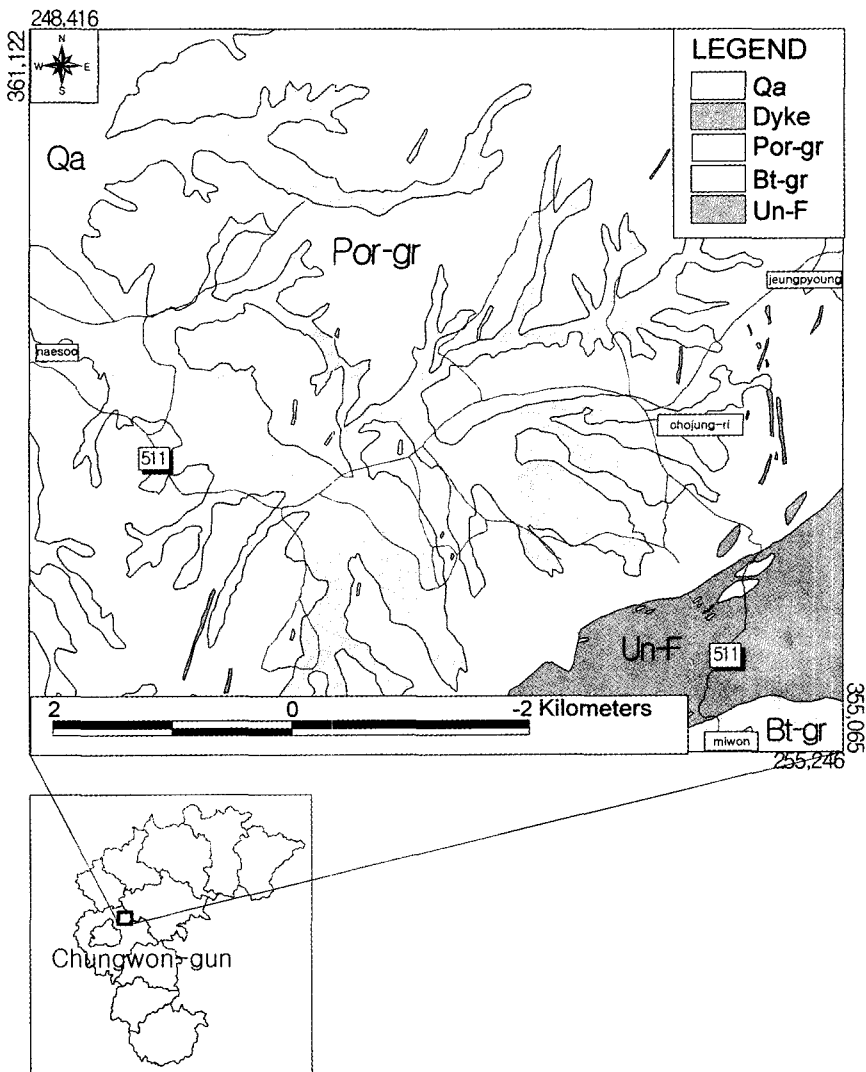 248,416
361,122
N
W E
S
LEGEND
Qa
Dyke
Por-gr
Bt-gr
Un-F
Qa
Por-gr
jeungpyoung
naesoo
chojung-ri
511
Un-F
511
2 0 -2 Kilometers
miwon
Bt-gr
355,065
255,246
Chungwon-gun